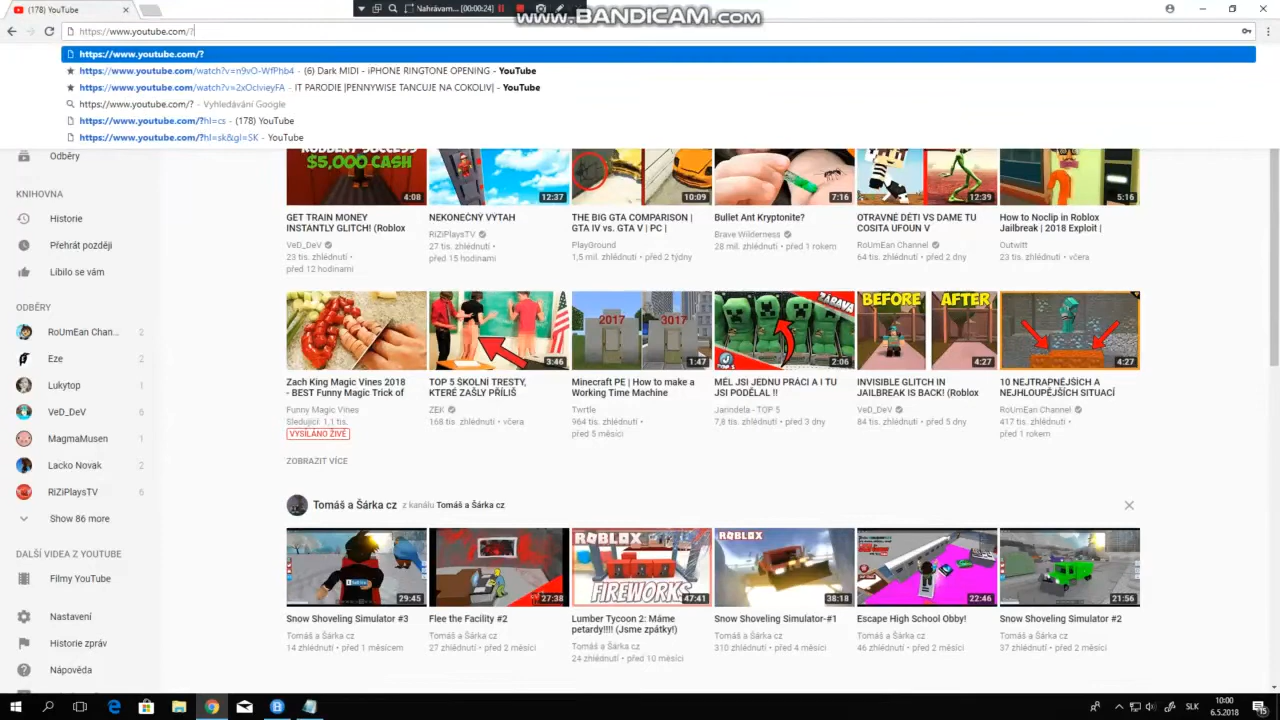 (178) YouTube
Nahrávam... [00:00:24]
www.BANDICAM.com
https://www.youtube.com/?
https://www.youtube.com/?
https://www.youtube.com/watch?v=n9vO-WfPhb4 - (6) Dark MIDI - iPHONE RINGTONE OPENING - YouTube
https://www.youtube.com/watch?v=2xOcIvieyFA - IT PARODIE [PENNYWISE TANCUJE NA COKOLIV] - YouTube
https://www.youtube.com/? - Vyhledávání Google
https://www.youtube.com/?hl=cs - (178) YouTube
https://www.youtube.com/?hl=sk&gl=SK - YouTube
Odběry
KNIHOVNA
Historie
Přehrát později
Líbilo se vám
ODBĚRY
RoUmEan Chan... 2
Eze 2
Lukytop 1
VeD_DeV 6
MagmaMusen 1
Lacko Novak 2
RiZiPlaysTV 6
Show 86 more
DALŠÍ VIDEA Z YOUTUBE
Filmy YouTube
Nastavení
Historie zpráv
Nápověda
$5,000 CASH
4:08
GET TRAIN MONEY
INSTANTLY GLITCH! (Roblox
VeD_DeV
23 tis. zhlédnutí •
před 12 hodinami
12:37
NEKONEČNÝ VÝTAH
RiZiPlaysTV
27 tis. zhlédnutí •
před 15 hodinami
10:09
THE BIG GTA COMPARISON |
GTA IV vs. GTA V | PC |
PlayGround
1,5 mil. zhlédnutí • před 2 týdny
7:16
Bullet Ant Kryptonite?
Brave Wilderness
28 mil. zhlédnutí • před 1 rokem
12:39
OTRAVNÉ DĚTI VS DAME TU
COSITA UFOUN V
RoUmEan Channel
64 tis. zhlédnutí • před 2 dny
5:16
How to Noclip in Roblox
Jailbreak | 2018 Exploit |
Outwitt
23 tis. zhlédnutí • včera
Zach King Magic Vines 2018
- BEST Funny Magic Trick of
Funny Magic Vines
Sledující: 1,1 tis.
VYSÍLÁNO ŽIVĚ
3:46
TOP 5 ŠKOLNÍ TRESTY,
KTERÉ ZAŠLY PŘÍLIŠ
ZEK
168 tis. zhlédnutí • včera
2017
3017
1:47
Minecraft PE | How to make a
Working Time Machine
Twrtle
964 tis. zhlédnutí •
před 5 měsíci
ZÁBAVA
2:06
MĚL JSI JEDNU PRÁCI A i TU
JSI PODĚLAL !!
Jarindela - TOP 5
7,8 tis. zhlédnutí • před 3 dny
BEFORE
AFTER
4:27
INVISIBLE GLITCH IN
JAILBREAK IS BACK! (Roblox
VeD_DeV
84 tis. zhlédnutí • před 5 dny
4:27
10 NEJTRAPNĚJŠÍCH A
NEJHLOUPĚJŠÍCH SITUACÍ
RoUmEan Channel
417 tis. zhlédnutí •
před 1 rokem
ZOBRAZIT VÍCE
Tomáš a Šárka cz z kanálu Tomáš a Šárka cz
29:45
Snow Shoveling Simulator #3
Tomáš a Šárka cz
14 zhlédnutí • před 1 měsícem
27:38
Flee the Facility #2
Tomáš a Šárka cz
27 zhlédnutí • před 2 měsíci
ROBLOX
FIREWORKS
47:41
Lumber Tycoon 2: Máme
petardy!!!! (Jsme zpátky!)
Tomáš a Šárka cz
24 zhlédnutí • před 10 měsíci
ROBLOX
38:18
Snow Shoveling Simulator-#1
Tomáš a Šárka cz
310 zhlédnutí • před 4 měsíci
22:46
Escape High School Obby!
Tomáš a Šárka cz
46 zhlédnutí • před 2 měsíci
21:56
Snow Shoveling Simulator #2
Tomáš a Šárka cz
37 zhlédnutí • před 2 měsíci
SLK
10:00
6.5.2018
15